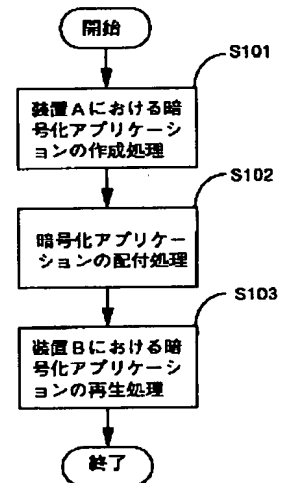 開始
S101
装置Aにおける暗
号化アプリケーシ
ョンの作成処理
S102
暗号化アプリケー
ションの配付処理
S103
装置Bにおける暗
号化アプリケーシ
ョンの再生処理
終了